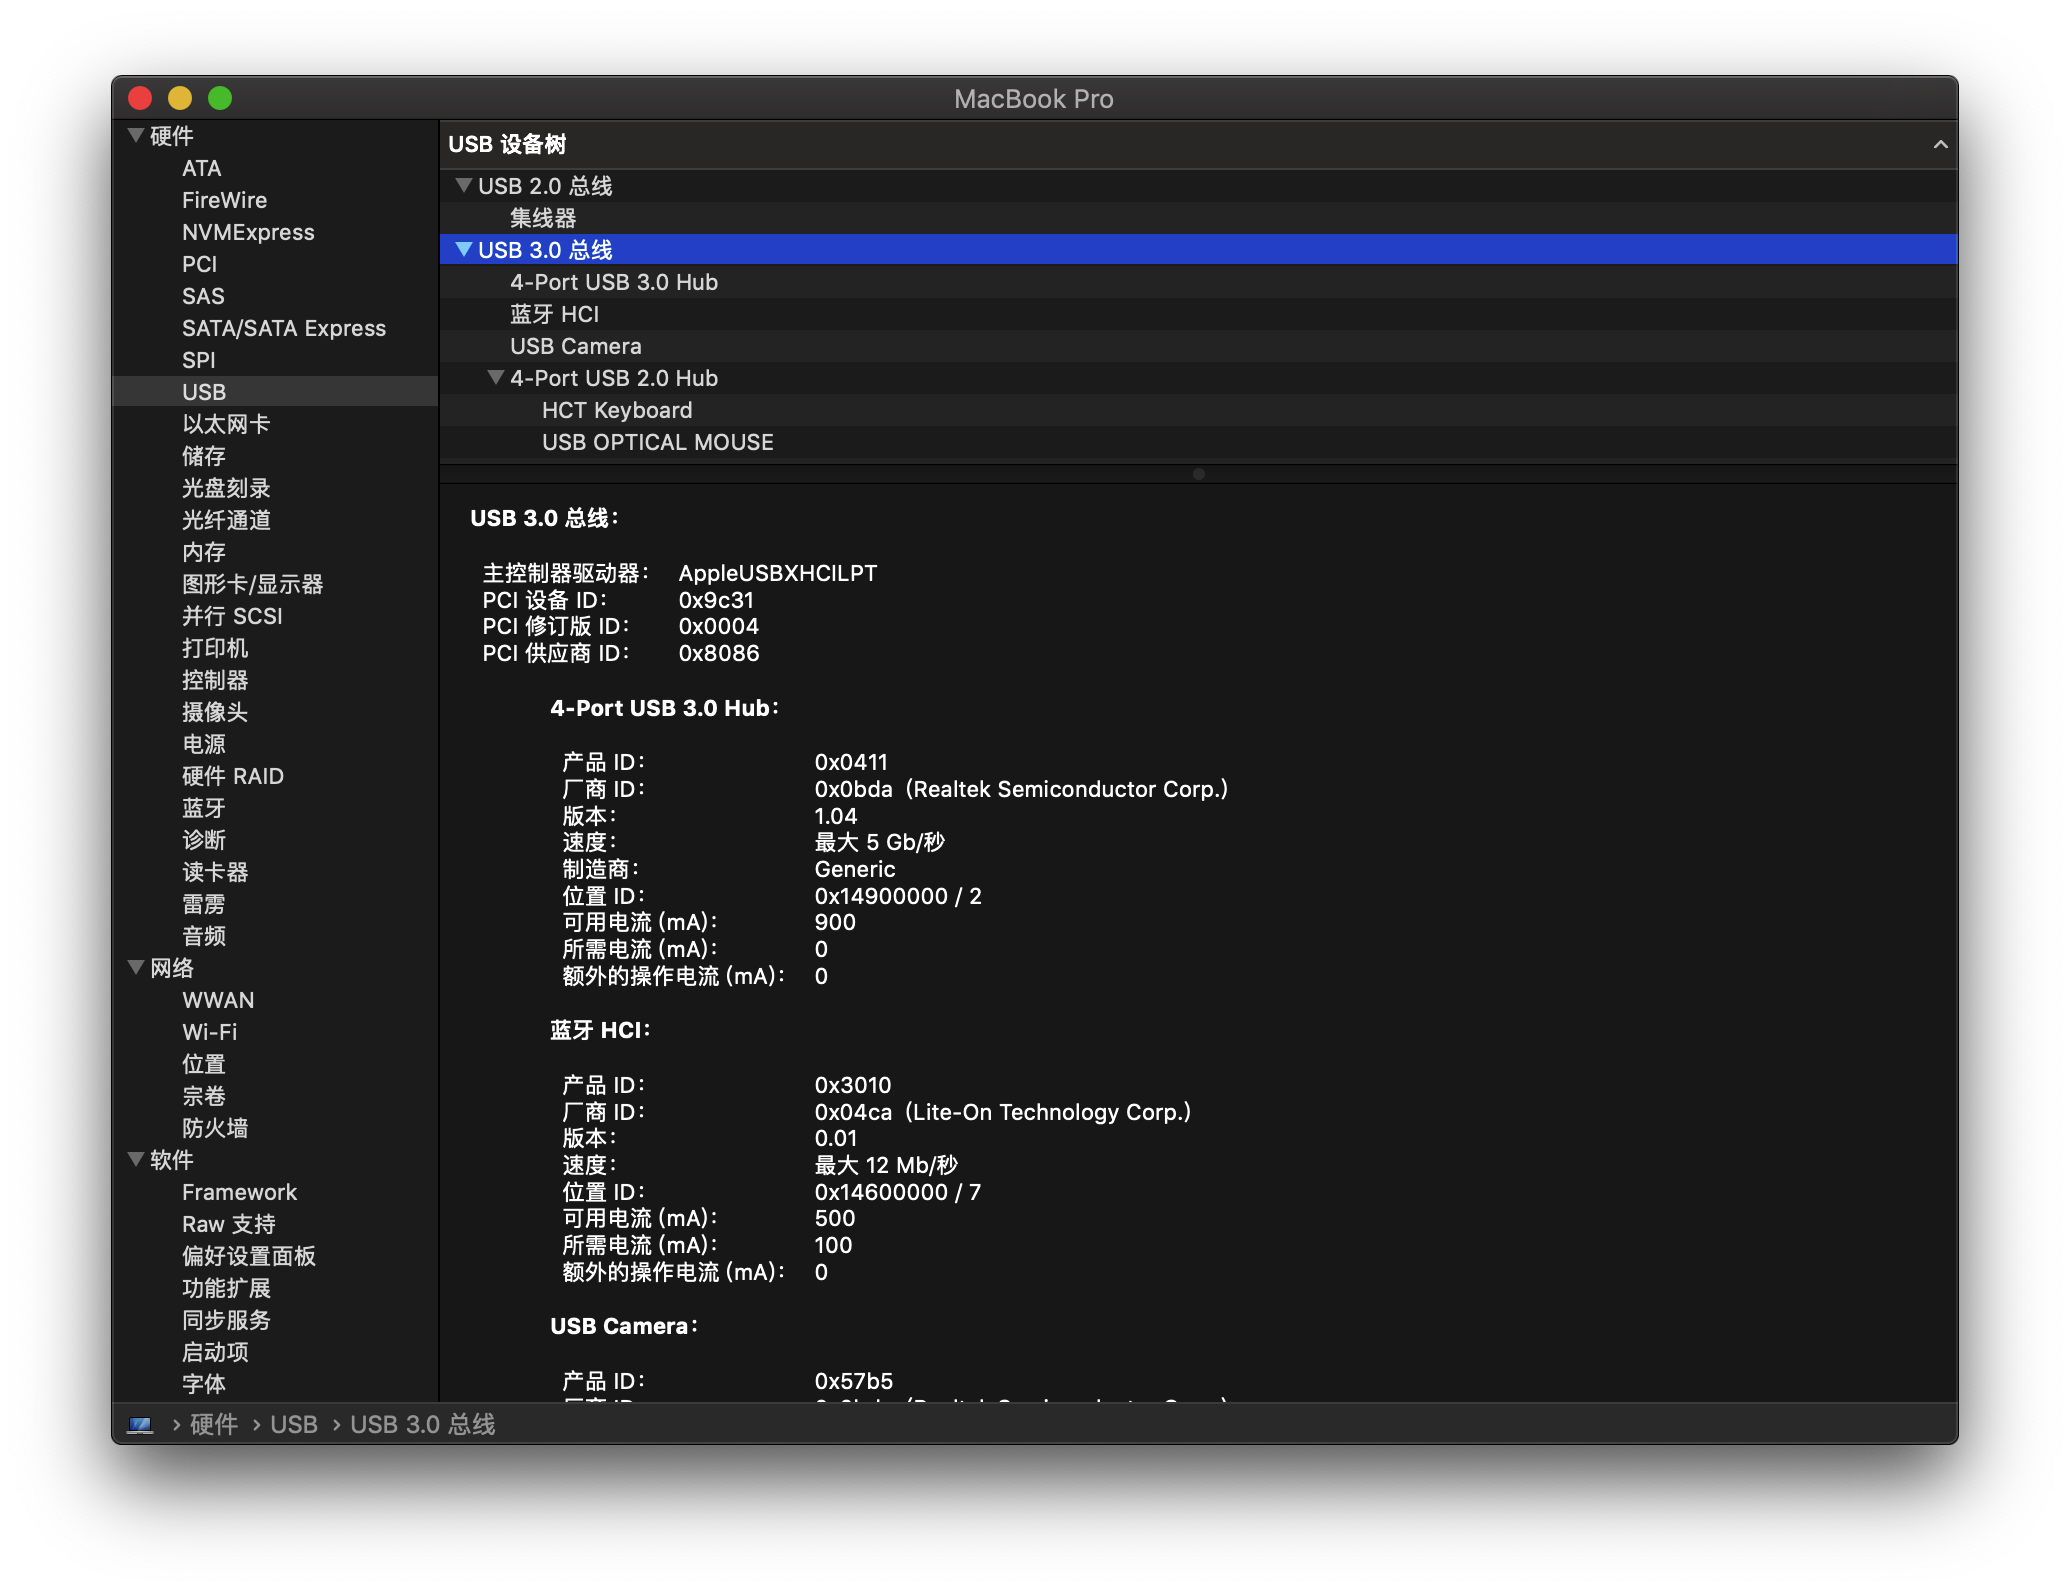 MacBook Pro
硬件
ATA
FireWire
NVMExpress
PCI
SAS
SATA/SATA Express
SPI
USB
以太网卡
储存
光盘刻录
光纤通道
内存
图形卡/显示器
并行 SCSI
打印机
控制器
摄像头
电源
硬件 RAID
蓝牙
诊断
读卡器
雷雳
音频
网络
WWAN
Wi-Fi
位置
宗卷
防火墙
软件
Framework
Raw 支持
偏好设置面板
功能扩展
同步服务
启动项
字体
USB 设备树
USB 2.0 总线
集线器
USB 3.0 总线
4-Port USB 3.0 Hub
蓝牙 HCI
USB Camera
4-Port USB 2.0 Hub
HCT Keyboard
USB OPTICAL MOUSE
USB 3.0 总线：
主控制器驱动器： AppleUSBXHCILPT
PCI 设备 ID： 0x9c31
PCI 修订版 ID： 0x0004
PCI 供应商 ID： 0x8086
4-Port USB 3.0 Hub：
产品 ID： 0x0411
厂商 ID： 0x0bda（Realtek Semiconductor Corp.）
版本： 1.04
速度： 最大 5 Gb/秒
制造商： Generic
位置 ID： 0x14900000 / 2
可用电流 (mA)： 900
所需电流 (mA)： 0
额外的操作电流 (mA)： 0
蓝牙 HCI：
产品 ID： 0x3010
厂商 ID： 0x04ca（Lite-On Technology Corp.）
版本： 0.01
速度： 最大 12 Mb/秒
位置 ID： 0x14600000 / 7
可用电流 (mA)： 500
所需电流 (mA)： 100
额外的操作电流 (mA)： 0
USB Camera：
产品 ID： 0x57b5
› 硬件 › USB › USB 3.0 总线